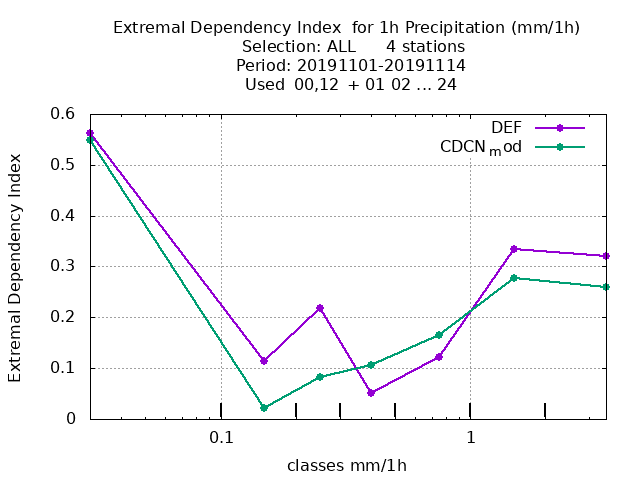 Extremal Dependency Index  for 1h Precipitation (mm/1h)
Selection: ALL      4 stations
Period: 20191101-20191114
Used  00,12  + 01 02 ... 24
DEF
CDCNmod
Extremal Dependency Index
0.6
0.5
0.4
0.3
0.2
0.1
0
0.1 1
classes mm/1h